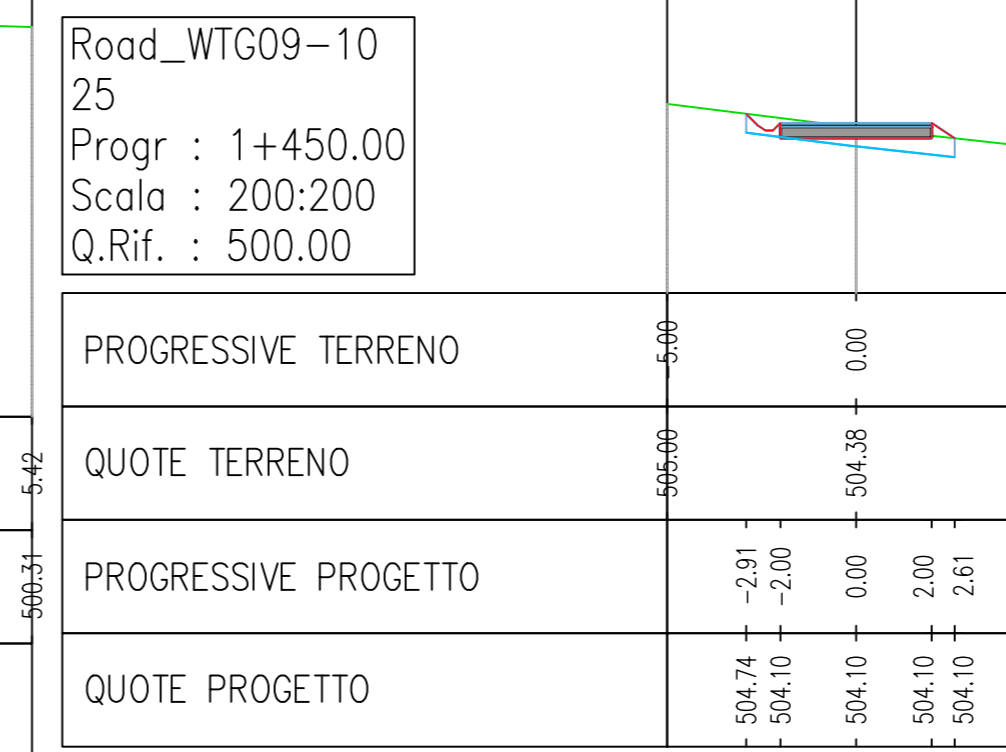 Road_WTG09-10
25
Progr : 1+450.00
Scala : 200:200
Q.Rif. : 500.00
PROGRESSIVE TERRENO -5.00 0.00
QUOTE TERRENO 505.00 504.38
PROGRESSIVE PROGETTO -2.91 -2.00 0.00 2.00 2.61
QUOTE PROGETTO 504.74 504.10 504.10 504.10 504.10
5.42
500.31